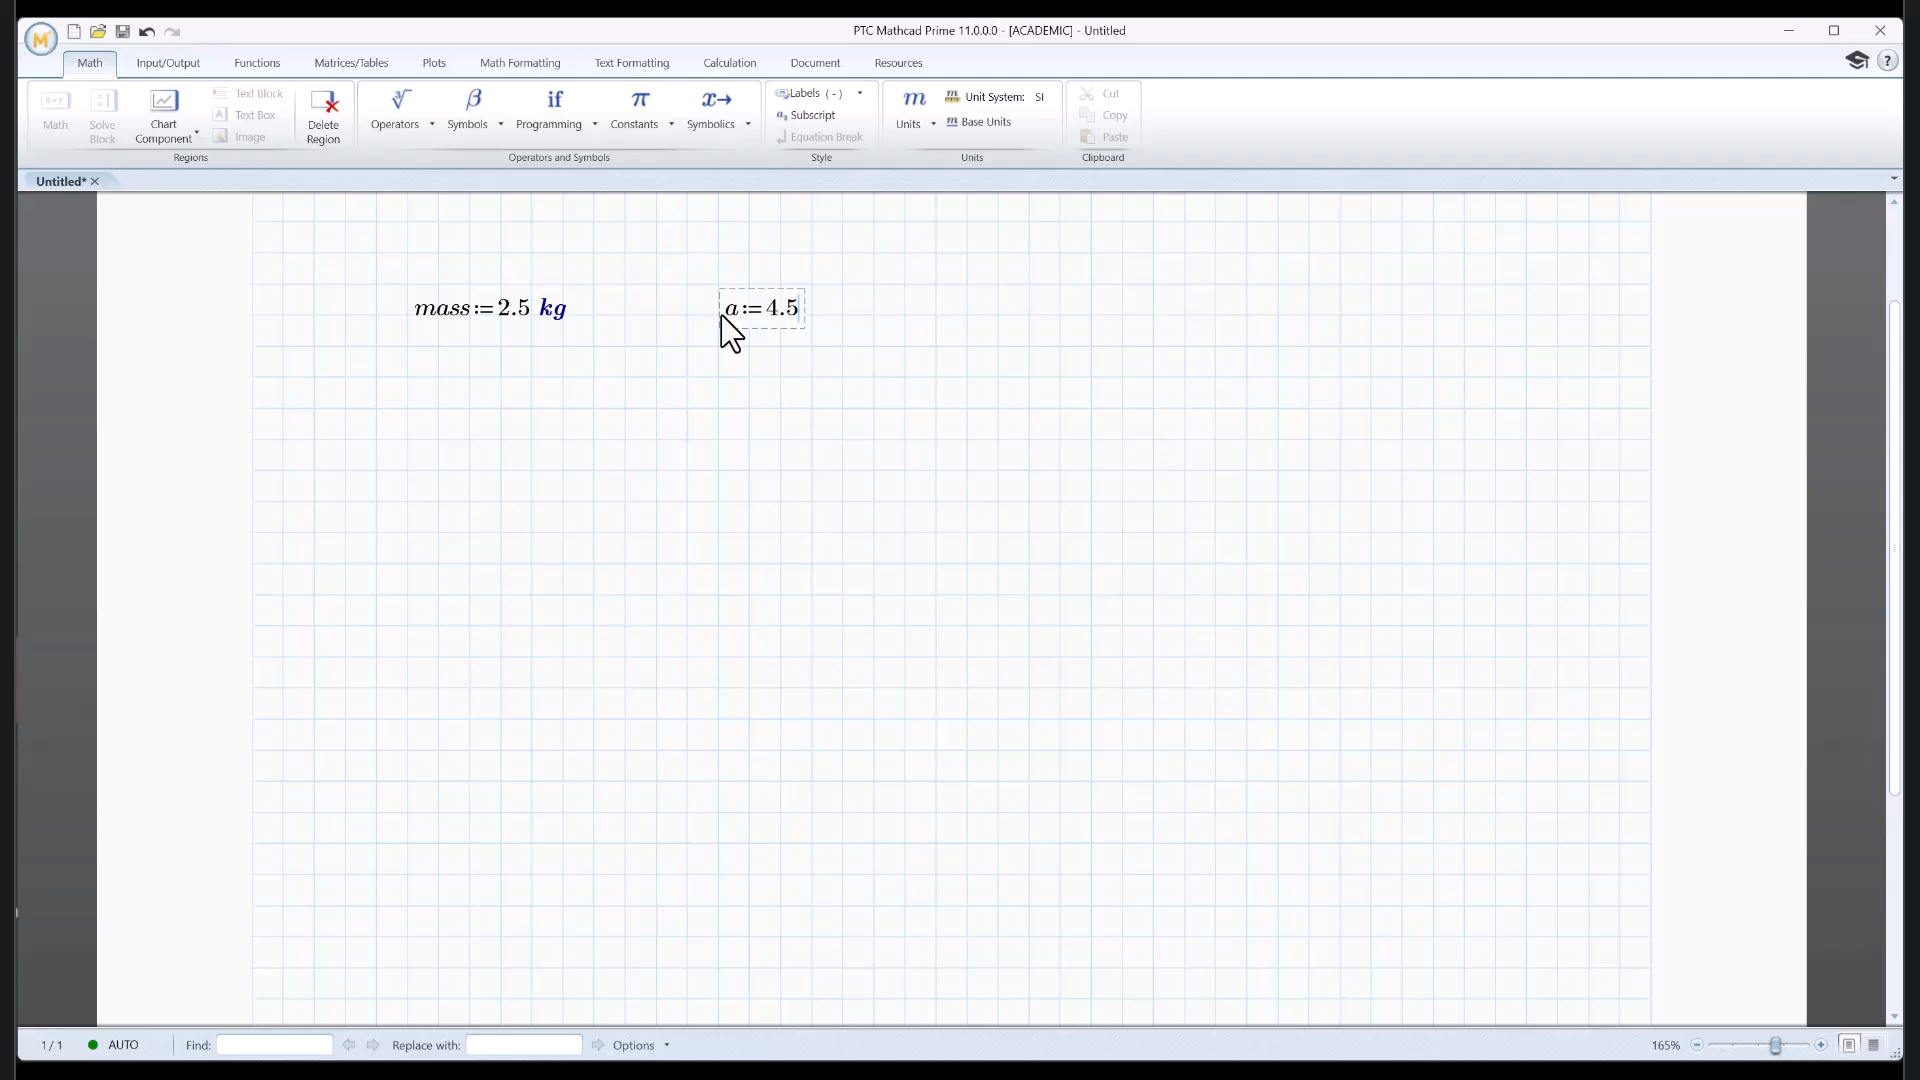 PTC Mathcad Prime 11.0.0.0 - [ACADEMIC] - Untitled
Math Input/Output Functions Matrices/Tables Plots Math Formatting Text Formatting Calculation Document Resources
Math
Solve Block
Chart Component
Text Block
Text Box
Image
Delete Region
Regions
Operators
β Symbols
if Programming
π Constants
x→ Symbolics
Operators and Symbols
Labels ( - )
Subscript
Equation Break
Style
m Units
Unit System: SI
Base Units
Units
Cut
Copy
Paste
Clipboard
Untitled*
mass:=2.5 kg
a:=4.5
1 / 1 AUTO Find: Replace with: Options 165%